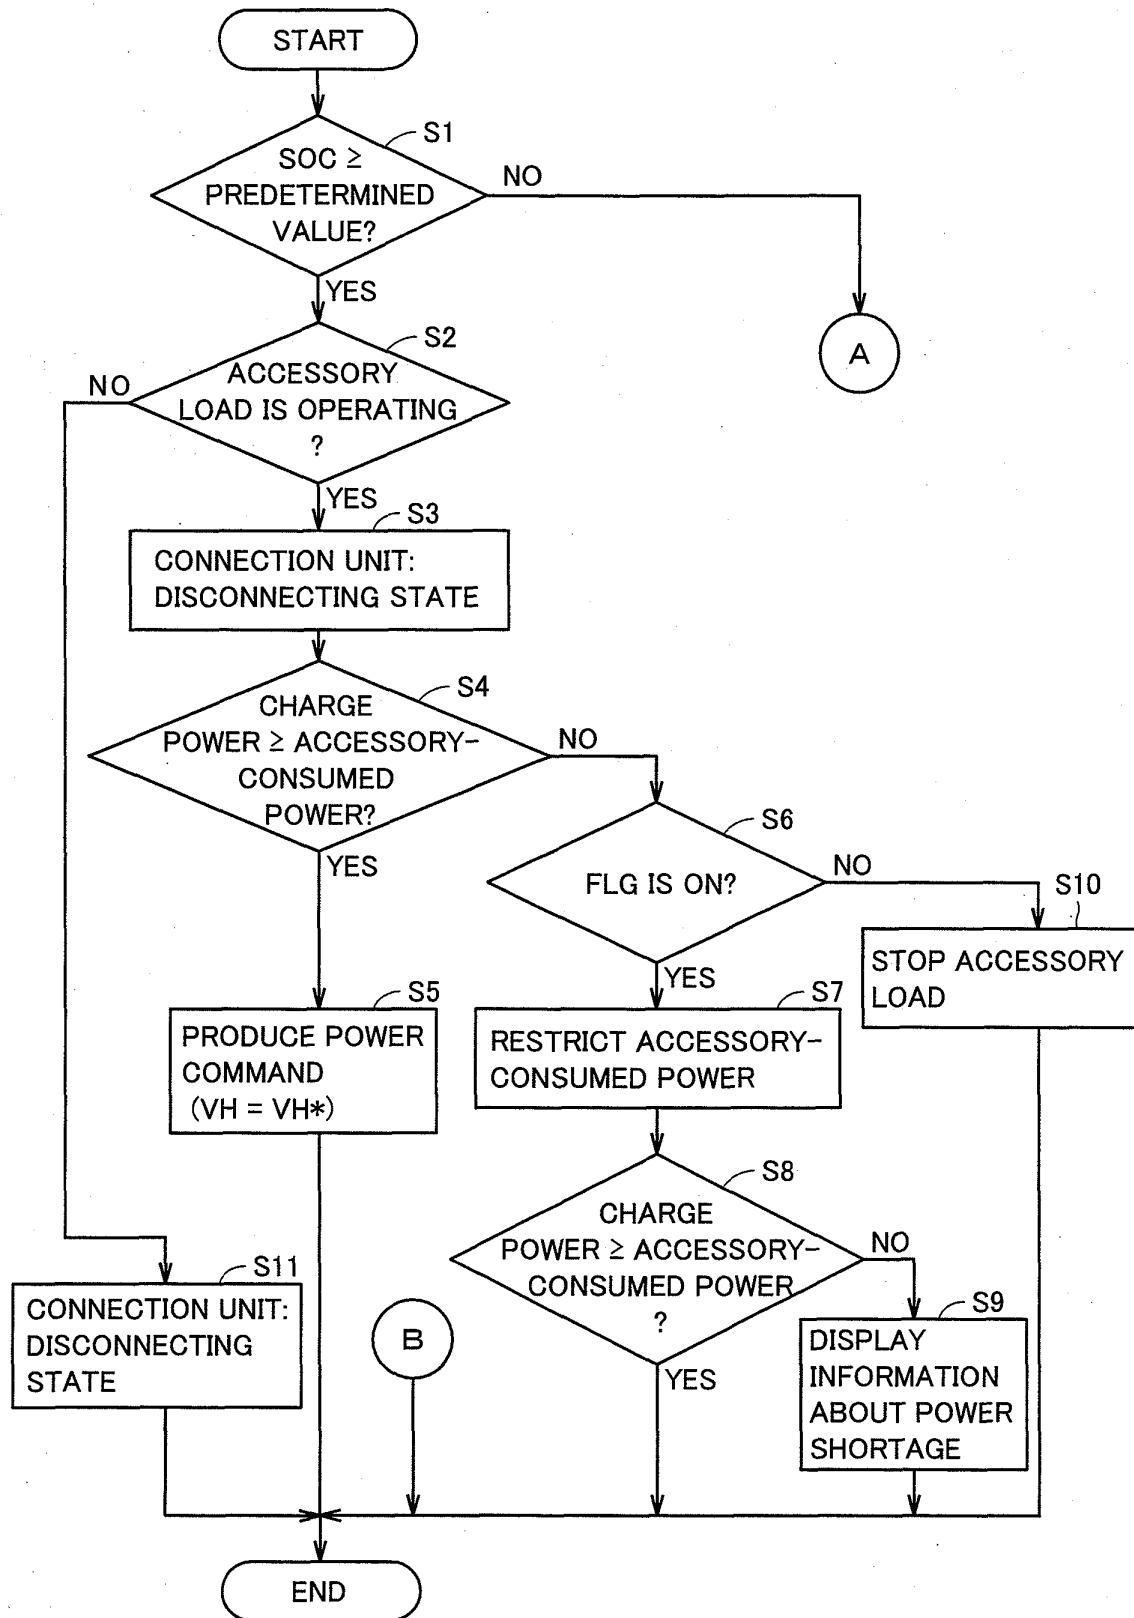 START
S1
SOC ≥
PREDETERMINED
VALUE?
NO
YES
A
S2
ACCESSORY
LOAD IS OPERATING
?
NO
YES
S3
CONNECTION UNIT:
DISCONNECTING STATE
S4
CHARGE
POWER ≥ ACCESSORY-
CONSUMED
POWER?
NO
YES
S6
FLG IS ON?
NO
YES
S10
STOP ACCESSORY
LOAD
S5
PRODUCE POWER
COMMAND
(VH = VH*)
S7
RESTRICT ACCESSORY-
CONSUMED POWER
S8
CHARGE
POWER ≥ ACCESSORY-
CONSUMED POWER
?
NO
YES
S11
CONNECTION UNIT:
DISCONNECTING
STATE
B
S9
DISPLAY
INFORMATION
ABOUT POWER
SHORTAGE
END